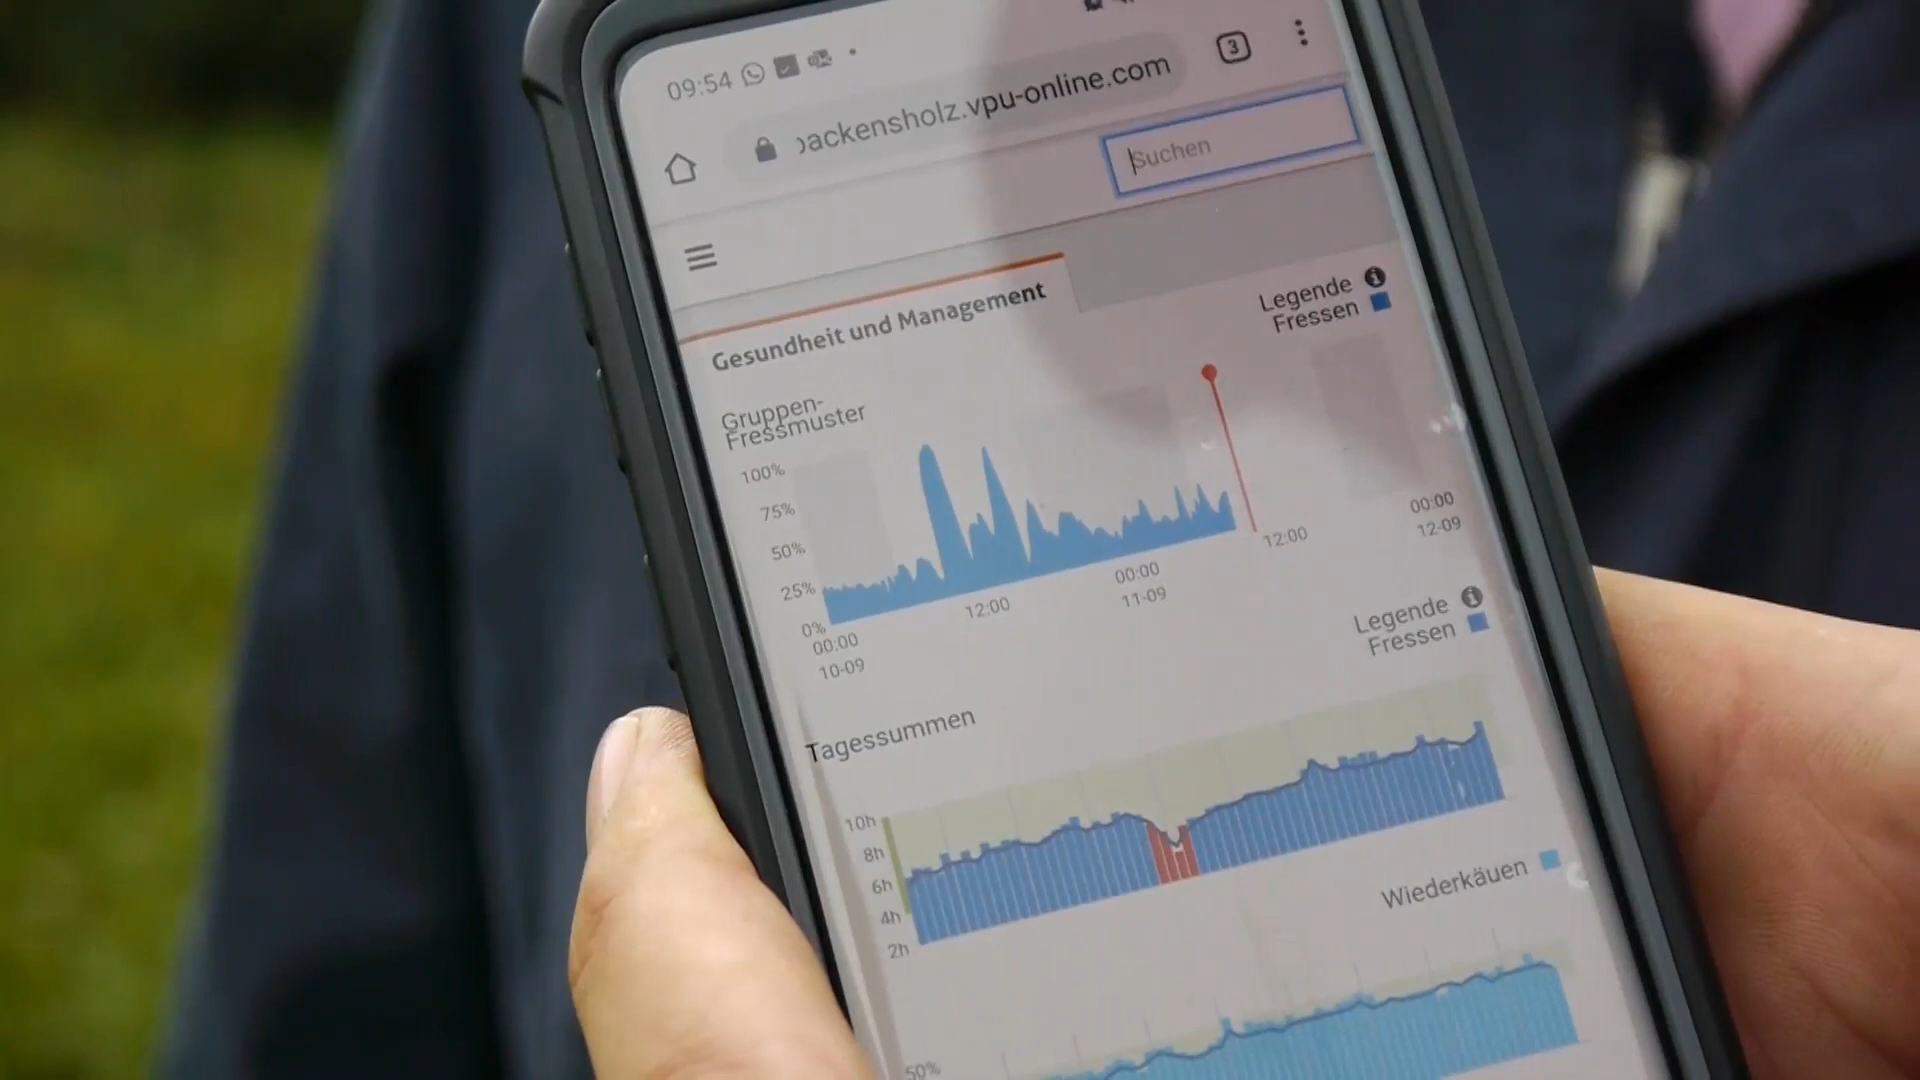 09:54
ackensholz.vpu-online.com
3
Suchen
Gesundheit und Management
Legende
Fressen
Gruppen-
Fressmuster
100%
75%
50%
25%
0%
00:00
10-09
12:00
00:00
11-09
12:00
00:00
12-09
Legende
Fressen
Tagessummen
10h
8h
6h
4h
2h
Wiederkäuen
50%